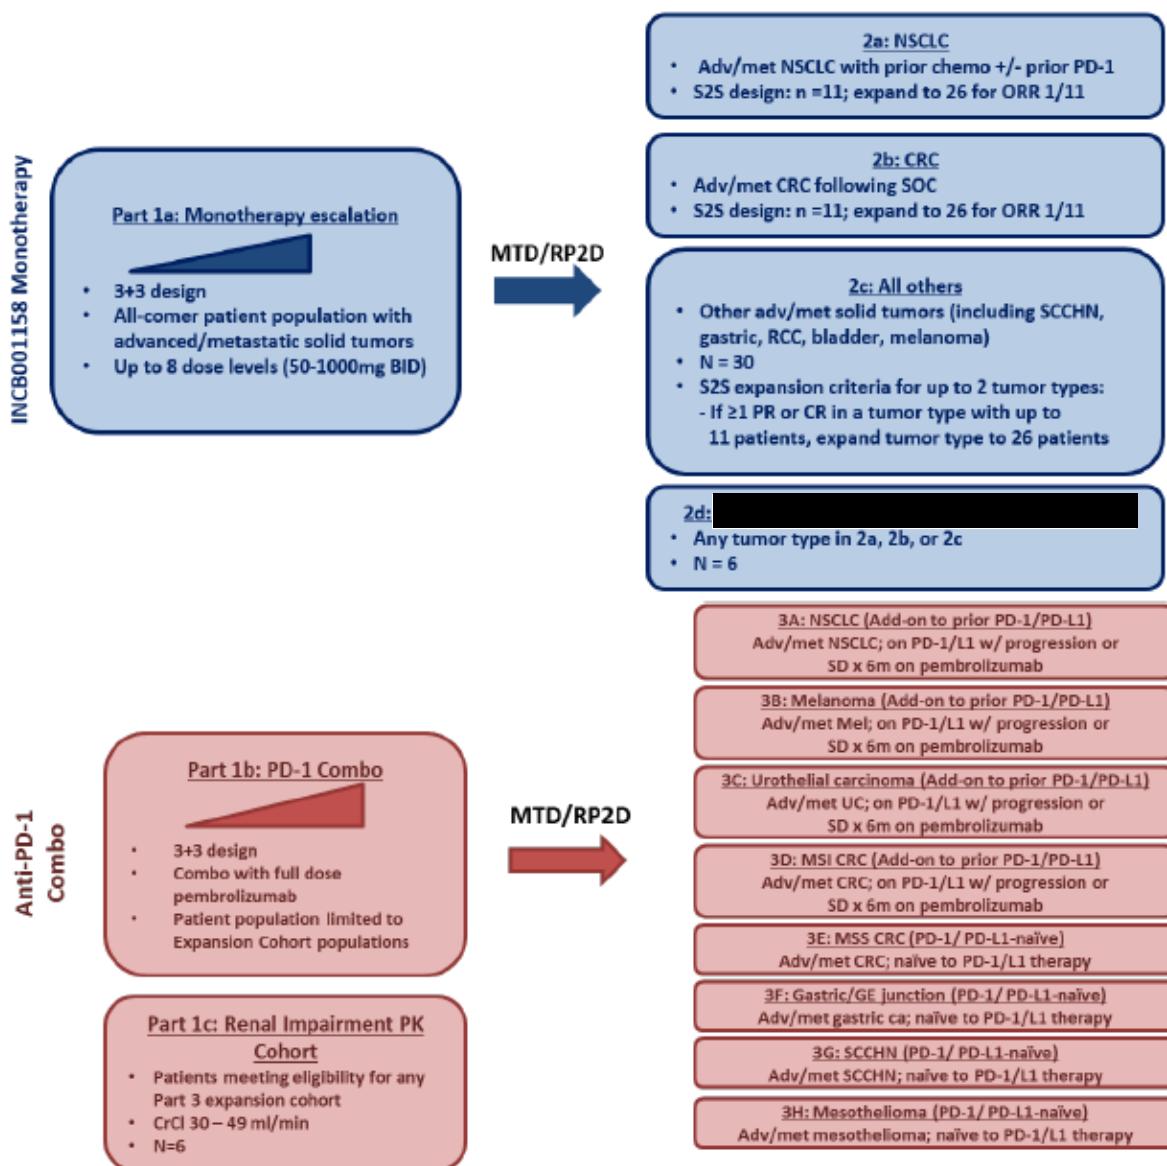 INCB001158 Monotherapy
Part 1a: Monotherapy escalation
• 3+3 design
• All-comer patient population with
advanced/metastatic solid tumors
• Up to 8 dose levels (50-1000mg BID)
MTD/RP2D
2a: NSCLC
• Adv/met NSCLC with prior chemo +/- prior PD-1
• S2S design: n =11; expand to 26 for ORR 1/11
2b: CRC
• Adv/met CRC following SOC
• S2S design: n =11; expand to 26 for ORR 1/11
2c: All others
• Other adv/met solid tumors (including SCCHN,
gastric, RCC, bladder, melanoma)
• N = 30
• S2S expansion criteria for up to 2 tumor types:
- If ≥1 PR or CR in a tumor type with up to
11 patients, expand tumor type to 26 patients
2d:
• Any tumor type in 2a, 2b, or 2c
• N = 6
Anti-PD-1
Combo
Part 1b: PD-1 Combo
• 3+3 design
• Combo with full dose
pembrolizumab
• Patient population limited to
Expansion Cohort populations
Part 1c: Renal Impairment PK
Cohort
• Patients meeting eligibility for any
Part 3 expansion cohort
• CrCl 30 – 49 ml/min
• N=6
MTD/RP2D
3A: NSCLC (Add-on to prior PD-1/PD-L1)
Adv/met NSCLC; on PD-1/L1 w/ progression or
SD x 6m on pembrolizumab
3B: Melanoma (Add-on to prior PD-1/PD-L1)
Adv/met Mel; on PD-1/L1 w/ progression or
SD x 6m on pembrolizumab
3C: Urothelial carcinoma (Add-on to prior PD-1/PD-L1)
Adv/met UC; on PD-1/L1 w/ progression or
SD x 6m on pembrolizumab
3D: MSI CRC (Add-on to prior PD-1/PD-L1)
Adv/met CRC; on PD-1/L1 w/ progression or
SD x 6m on pembrolizumab
3E: MSS CRC (PD-1/ PD-L1-naïve)
Adv/met CRC; naïve to PD-1/L1 therapy
3F: Gastric/GE junction (PD-1/ PD-L1-naïve)
Adv/met gastric ca; naïve to PD-1/L1 therapy
3G: SCCHN (PD-1/ PD-L1-naïve)
Adv/met SCCHN; naïve to PD-1/L1 therapy
3H: Mesothelioma (PD-1/ PD-L1-naïve)
Adv/met mesothelioma; naïve to PD-1/L1 therapy